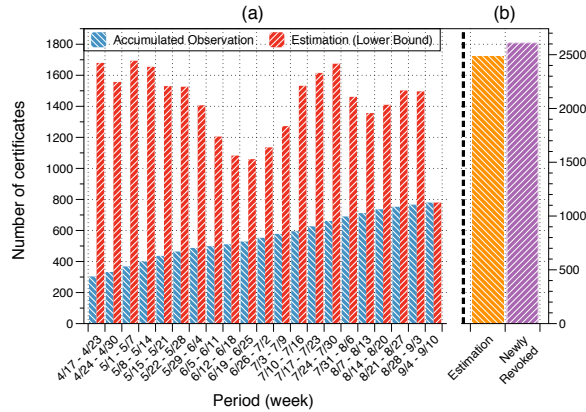 (a)
(b)
Accumulated Observation
Estimation (Lower Bound)
Number of certificates
1800
1600
1400
1200
1000
800
600
400
200
0
2500
2000
1500
1000
500
0
4/17 - 4/23
4/24 - 4/30
5/1 - 5/7
5/8 - 5/14
5/15 - 5/21
5/22 - 5/28
5/29 - 6/4
6/5 - 6/11
6/12 - 6/18
6/19 - 6/25
6/26 - 7/2
7/3 - 7/9
7/10 - 7/16
7/17 - 7/23
7/24 - 7/30
7/31 - 8/6
8/7 - 8/13
8/14 - 8/20
8/21 - 8/27
8/28 - 9/3
9/4 - 9/10
Estimation
Newly
Revoked
Period (week)